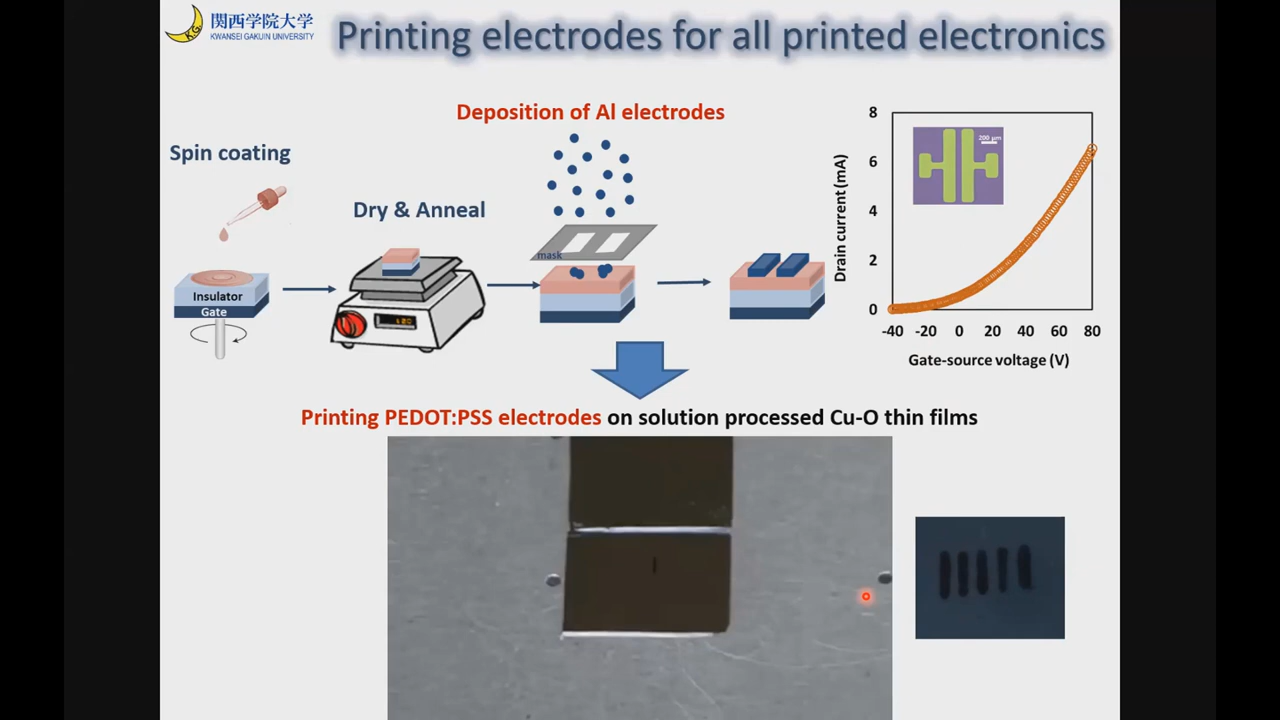 関西学院大学
KWANSEI GAKUIN UNIVERSITY
Printing electrodes for all printed electronics
Deposition of Al electrodes
Spin coating
Dry & Anneal
mask
Insulator
Gate
200 μm
Drain current (mA)
8
6
4
2
0
-40 -20 0 20 40 60 80
Gate-source voltage (V)
Printing PEDOT:PSS electrodes on solution processed Cu-O thin films